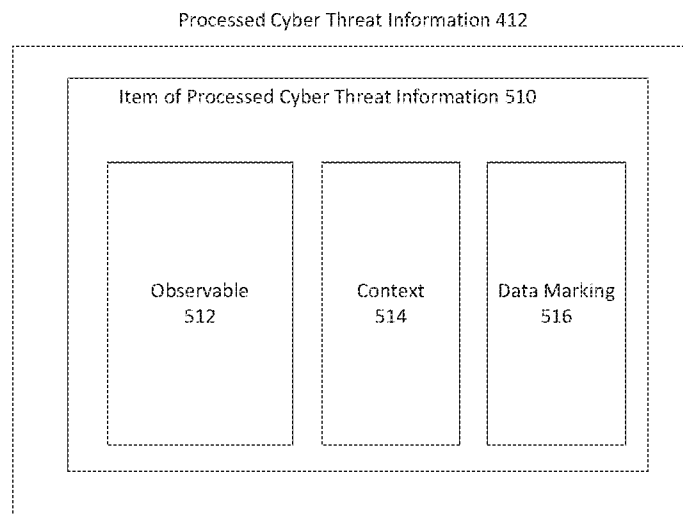 Processed Cyber Threat Information 412
Item of Processed Cyber Threat Information 510
Observable
512
Context
514
Data Marking
516